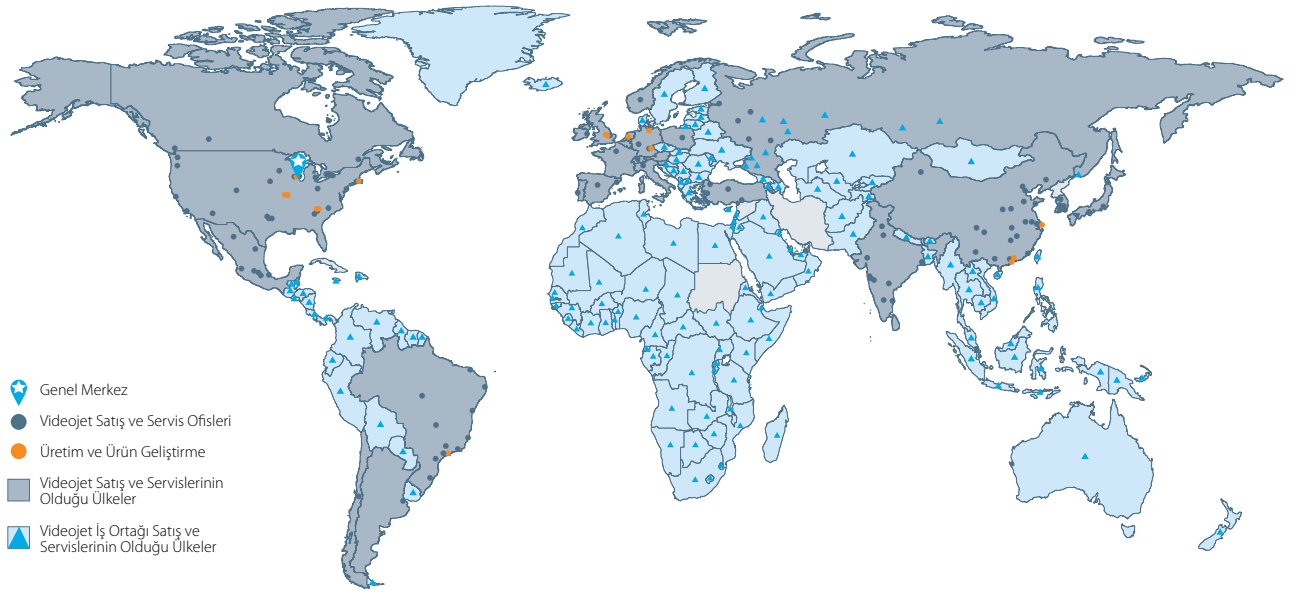 Genel Merkez
Videojet Satış ve Servis Ofisleri
Üretim ve Ürün Geliştirme
Videojet Satış ve Servislerinin
Olduğu Ülkeler
Videojet İş Ortağı Satış ve
Servislerinin Olduğu Ülkeler